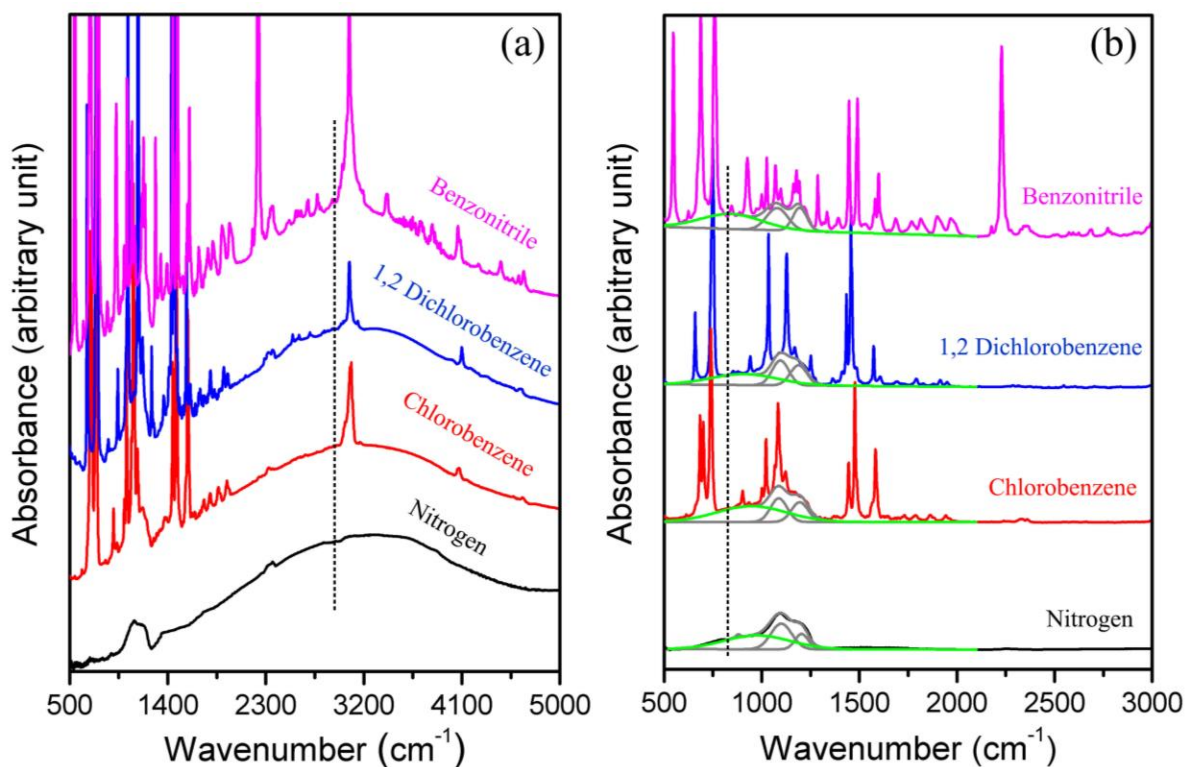 (a)
Benzonitrile
1,2 Dichlorobenzene
Chlorobenzene
Nitrogen
Absorbance (arbitrary unit)
500 1400 2300 3200 4100 5000
Wavenumber (cm⁻¹)
(b)
Benzonitrile
1,2 Dichlorobenzene
Chlorobenzene
Nitrogen
Absorbance (arbitrary unit)
500 1000 1500 2000 2500 3000
Wavenumber (cm⁻¹)